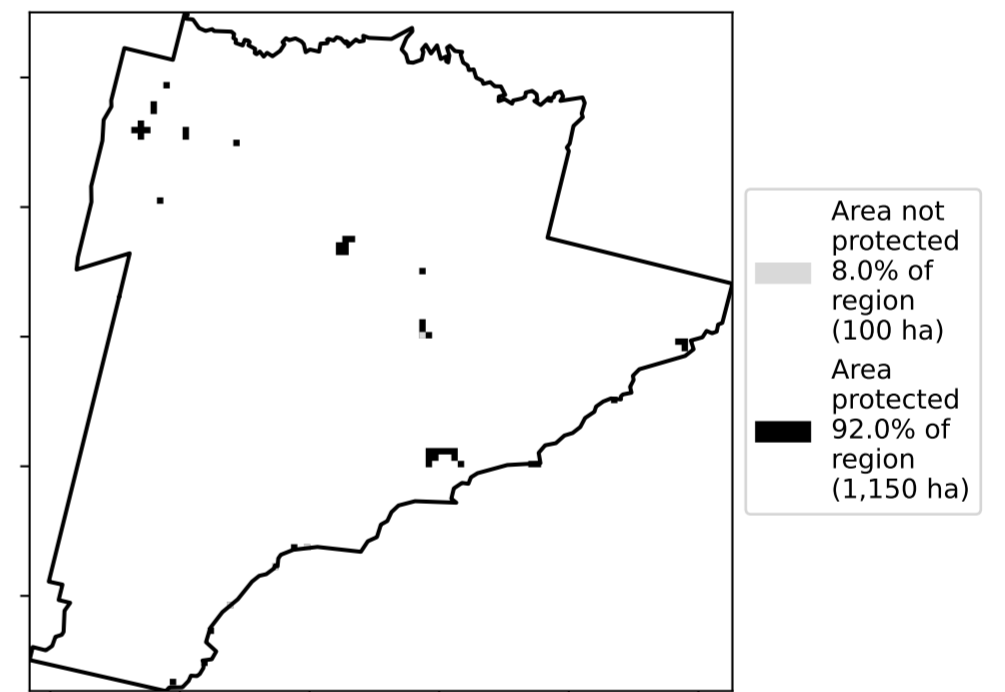 Area not
protected
8.0% of
region
(100 ha)
Area
protected
92.0% of
region
(1,150 ha)